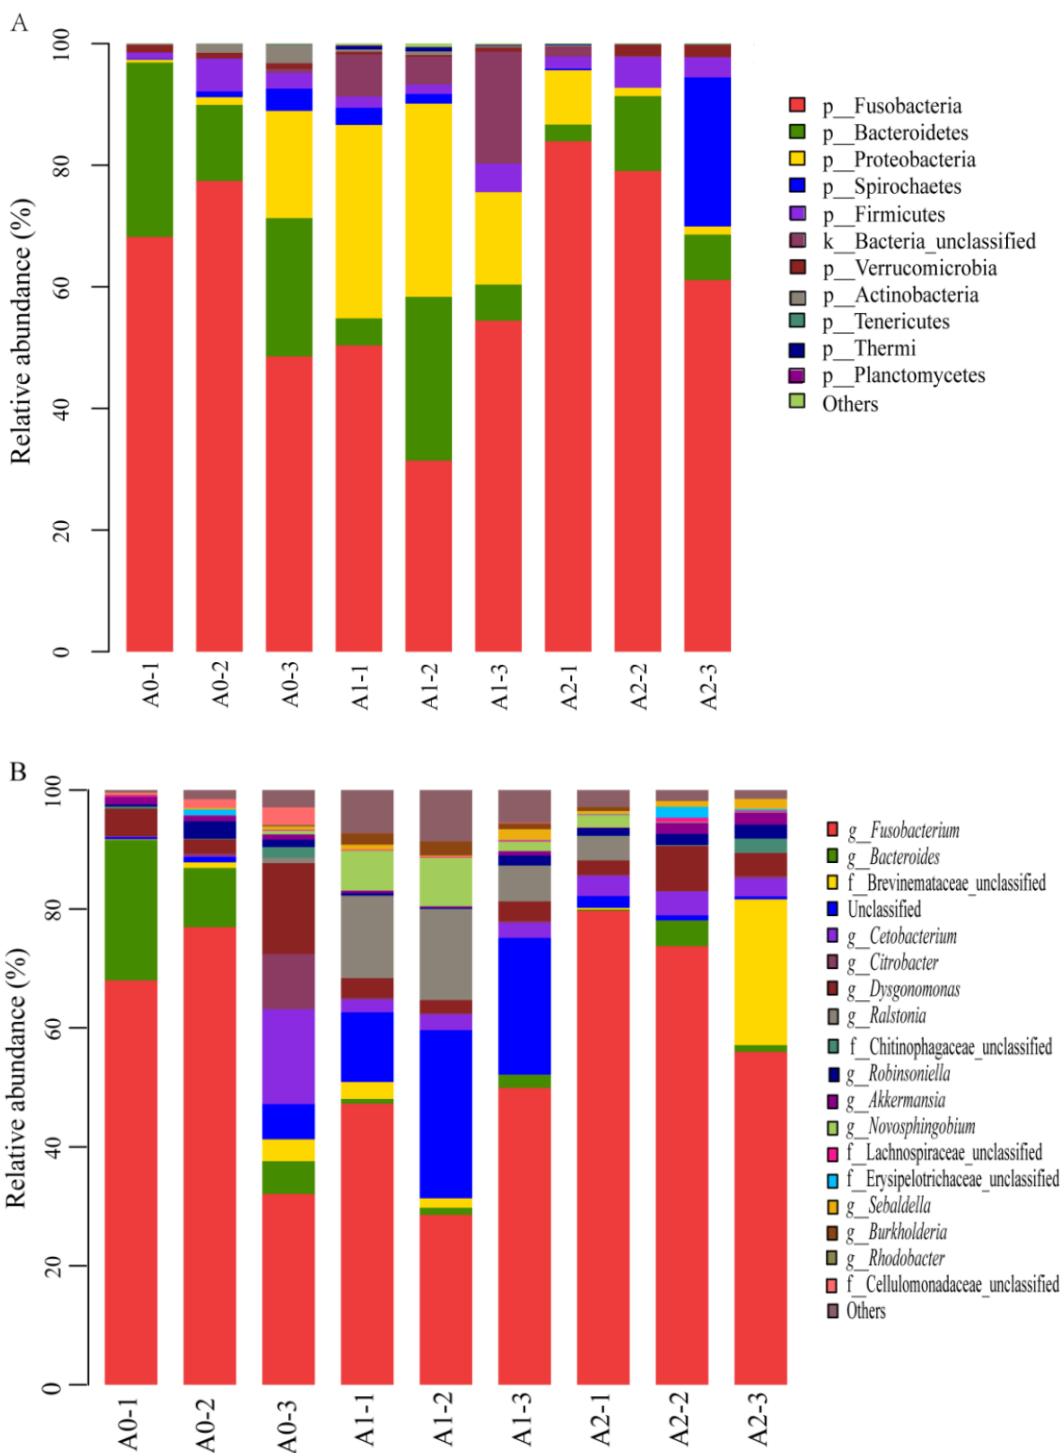 A
Relative abundance (%)
100
80
60
40
20
0
A0-1
A0-2
A0-3
A1-1
A1-2
A1-3
A2-1
A2-2
A2-3
p__Fusobacteria
p__Bacteroidetes
p__Proteobacteria
p__Spirochaetes
p__Firmicutes
k__Bacteria_unclassified
p__Verrucomicrobia
p__Actinobacteria
p__Tenericutes
p__Thermi
p__Planctomycetes
Others
B
Relative abundance (%)
100
80
60
40
20
0
A0-1
A0-2
A0-3
A1-1
A1-2
A1-3
A2-1
A2-2
A2-3
g__Fusobacterium
g__Bacteroides
f__Brevinemataceae_unclassified
Unclassified
g__Cetobacterium
g__Citrobacter
g__Dysgonomonas
g__Ralstonia
f__Chitinophagaceae_unclassified
g__Robinsoniella
g__Akkermansia
g__Novosphingobium
f__Lachnospiraceae_unclassified
f__Erysipelotrichaceae_unclassified
g__Sebaldella
g__Burkholderia
g__Rhodobacter
f__Cellulomonadaceae_unclassified
Others